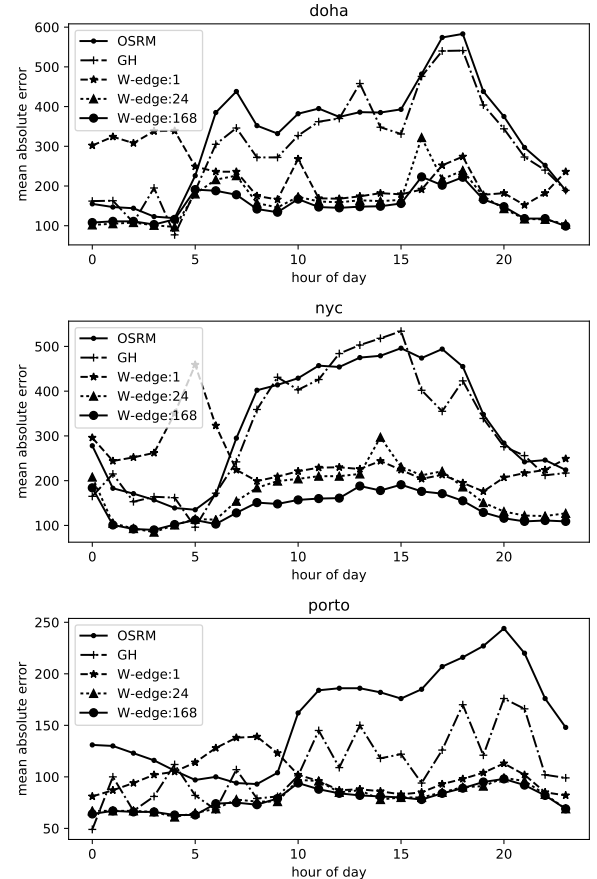 doha
mean absolute error
600
500
400
300
200
100
OSRM
GH
W-edge:1
W-edge:24
W-edge:168
0 5 10 15 20
hour of day
nyc
mean absolute error
500
400
300
200
100
OSRM
GH
W-edge:1
W-edge:24
W-edge:168
0 5 10 15 20
hour of day
porto
mean absolute error
250
200
150
100
50
OSRM
GH
W-edge:1
W-edge:24
W-edge:168
0 5 10 15 20
hour of day